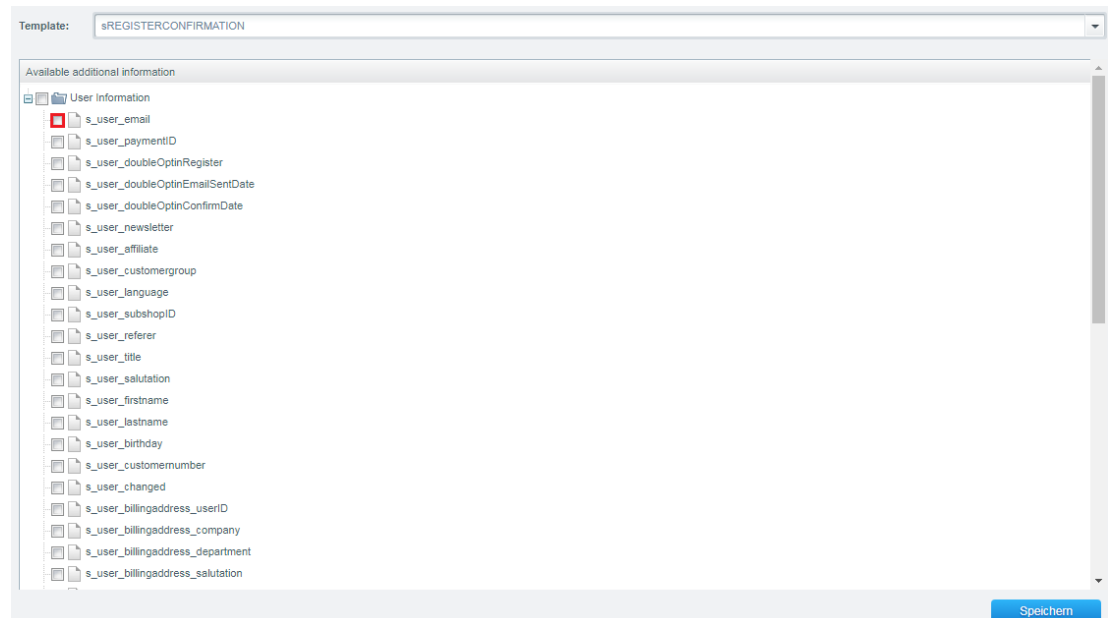 Template: sREGISTERCONFIRMATION
Available additional information
User Information
s_user_email
s_user_paymentID
s_user_doubleOptinRegister
s_user_doubleOptinEmailSentDate
s_user_doubleOptinConfirmDate
s_user_newsletter
s_user_affiliate
s_user_customergroup
s_user_language
s_user_subshopID
s_user_referer
s_user_title
s_user_salutation
s_user_firstname
s_user_lastname
s_user_birthday
s_user_customernumber
s_user_changed
s_user_billingaddress_userID
s_user_billingaddress_company
s_user_billingaddress_department
s_user_billingaddress_salutation
Speichern